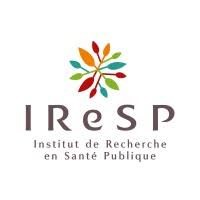 IReSP
Institut de Recherche
en Santé Publique